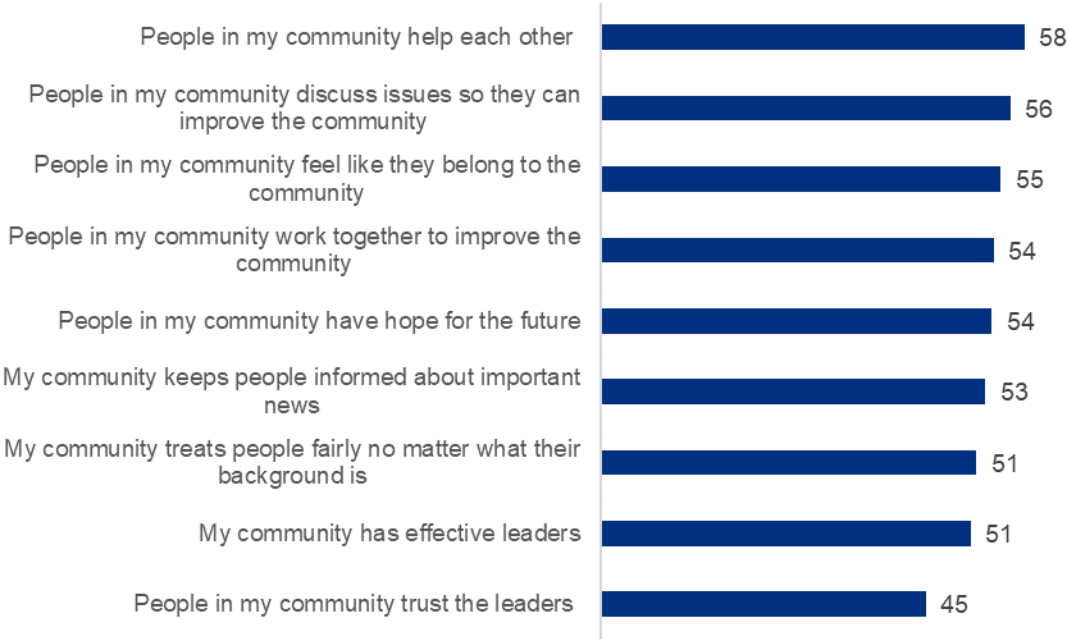 People in my community help each other
58
People in my community discuss issues so they can
improve the community
56
People in my community feel like they belong to the
community
55
People in my community work together to improve the
community
54
People in my community have hope for the future
54
My community keeps people informed about important
news
53
My community treats people fairly no matter what their
background is
51
My community has effective leaders
51
People in my community trust the leaders
45